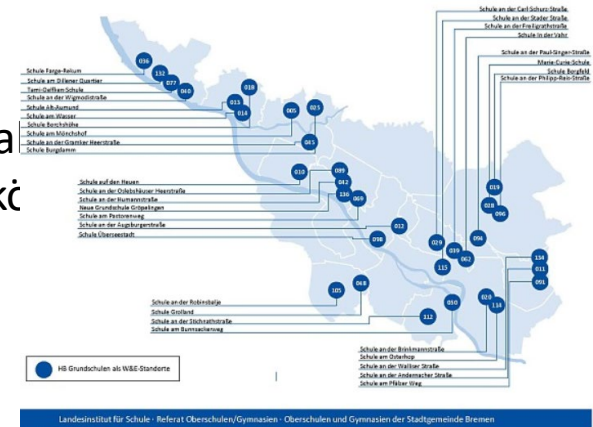 Schule an der Carl-Schurz-Straße
Schule an der Stader Straße
Schule an der Freiligrathstraße
Schule In der Vahr
Schule an der Paul-Singer-Straße
Marie-Curie-Schule
Schule Borgfeld
Schule an der Philipp-Reis-Straße
036
132
077
040
Schule Farge-Rekum
Schule am Dillener Quartier
Tami-Oelfken-Schule
Schule an der Wigmodistraße
Schule Alt-Aumund
Schule am Wasser
Schule Borchshöhe
Schule am Mönchshof
Schule an der Grambker Heerstraße
Schule Burgdamm
018
013
014
005
025
045
a
kö
010
099
042
136
069
Schule auf den Heuen
Schule an der Oslebshauser Heerstraße
Schule an der Humannstraße
Neue Grundschule Gröpelingen
Schule am Pastorenweg
Schule an der Augsburgerstraße
Schule Überseestadt
012
098
019
028
096
029
039
062
094
115
134
011
091
105
068
112
050
020
114
Schule an der Robinsbalje
Schule Grolland
Schule an der Stichnathstraße
Schule am Buntentorsteinweg
Schule an der Brinkmannstraße
Schule am Osterhop
Schule an der Walliser Straße
Schule an der Andernacher Straße
Schule am Pfälzer Weg
HB Grundschulen als W&E-Standorte
Landesinstitut für Schule · Referat Oberschulen/Gymnasien · Oberschulen und Gymnasien der Stadtgemeinde Bremen